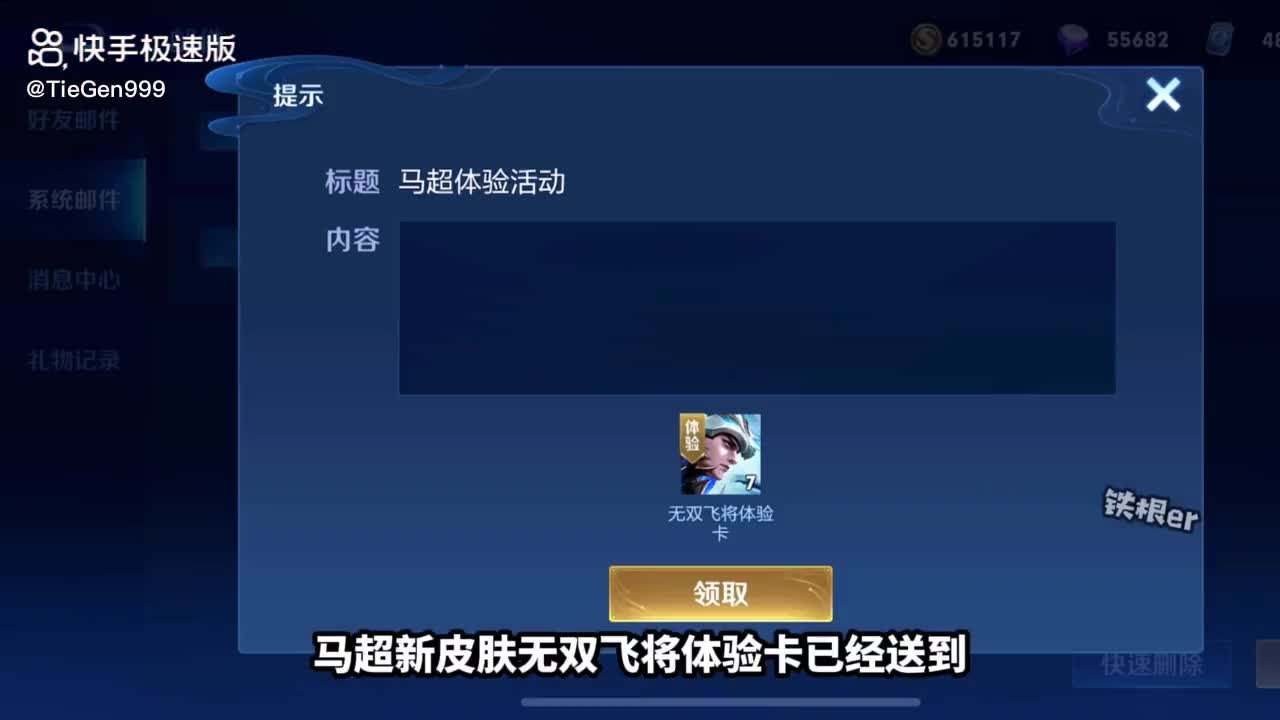 快手极速版
@TieGen999
615117
55682
48
提示
好友邮件
标题 马超体验活动
系统邮件
内容
消息中心
礼物记录
体验
7
无双飞将体验
卡
铁根er
领取
马超新皮肤无双飞将体验卡已经送到
快速删除